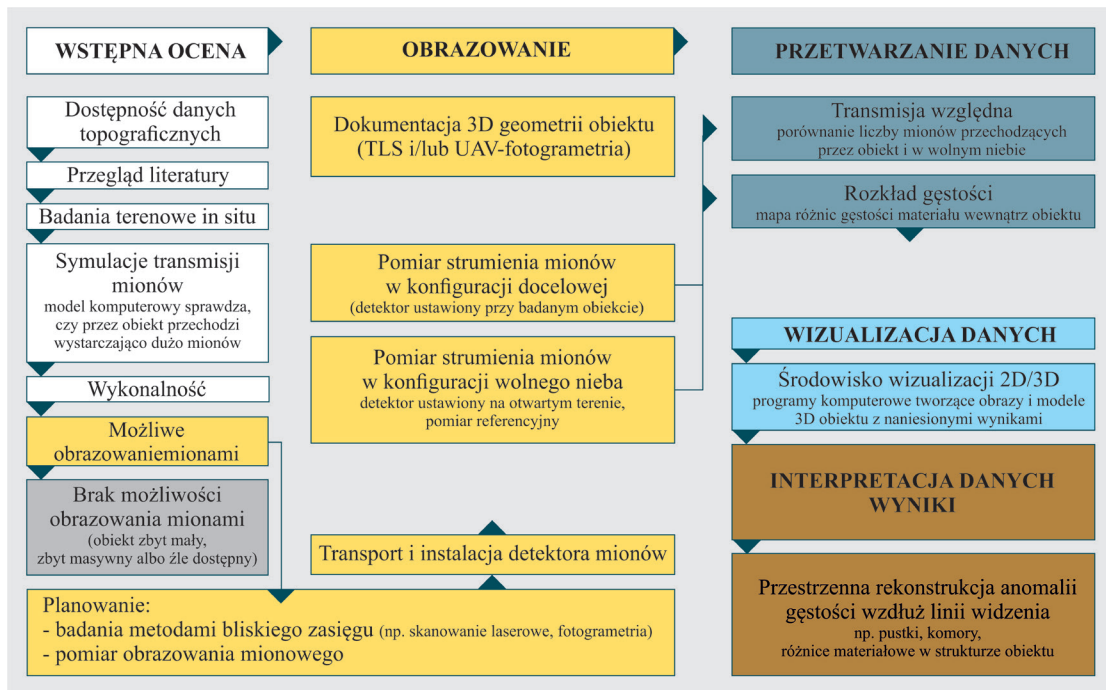 WSTĘPNA OCENA
Dostępność danych
topograficznych
Przegląd literatury
Badania terenowe in situ
Symulacje transmisji
mionów
model komputerowy sprawdza,
czy przez obiekt przechodzi
wystarczająco dużo mionów
Wykonalność
Możliwe
obrazowaniemionami
Brak możliwości
obrazowania mionami
(obiekt zbyt mały,
zbyt masywny albo źle dostępny)
Planowanie:
- badania metodami bliskiego zasięgu (np. skanowanie laserowe, fotogrametria)
- pomiar obrazowania mionowego
OBRAZOWANIE
Dokumentacja 3D geometrii obiektu
(TLS i/lub UAV-fotogrametria)
Pomiar strumienia mionów
w konfiguracji docelowej
(detektor ustawiony przy badanym obiekcie)
Pomiar strumienia mionów
w konfiguracji wolnego nieba
detektor ustawiony na otwartym terenie,
pomiar referencyjny
Transport i instalacja detektora mionów
PRZETWARZANIE DANYCH
Transmisja względna
porównanie liczby mionów przechodzących
przez obiekt i w wolnym niebie
Rozkład gęstości
mapa różnic gęstości materiału wewnątrz obiektu
WIZUALIZACJA DANYCH
Środowisko wizualizacji 2D/3D
programy komputerowe tworzące obrazy i modele
3D obiektu z naniesionymi wynikami
INTERPRETACJA DANYCH
WYNIKI
Przestrzenna rekonstrukcja anomalii
gęstości wzdłuż linii widzenia
np. pustki, komory,
różnice materiałowe w strukturze obiektu